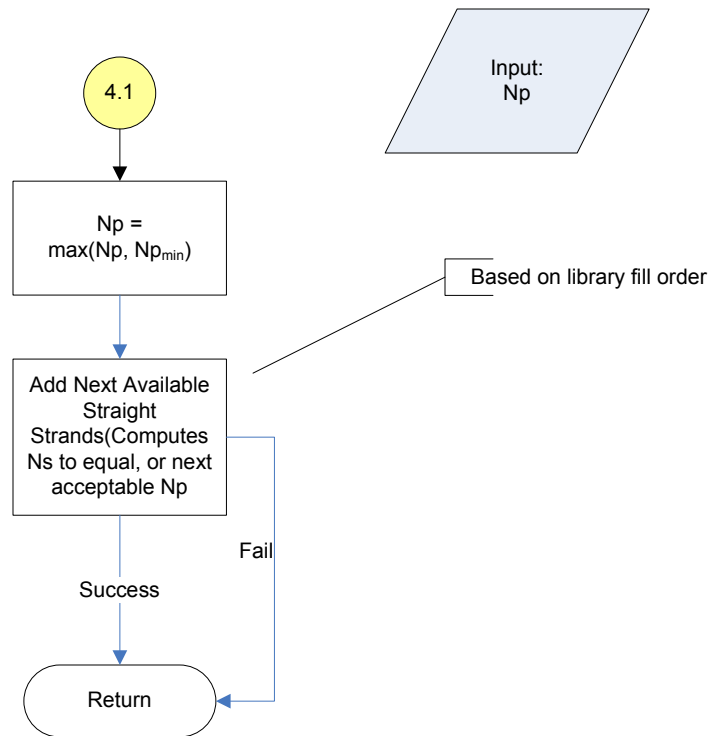 4.1
Input:
Np
Np =
max(Np, Npmin)
Based on library fill order
Add Next Available
Straight
Strands(Computes
Ns to equal, or next
acceptable Np
Fail
Success
Return